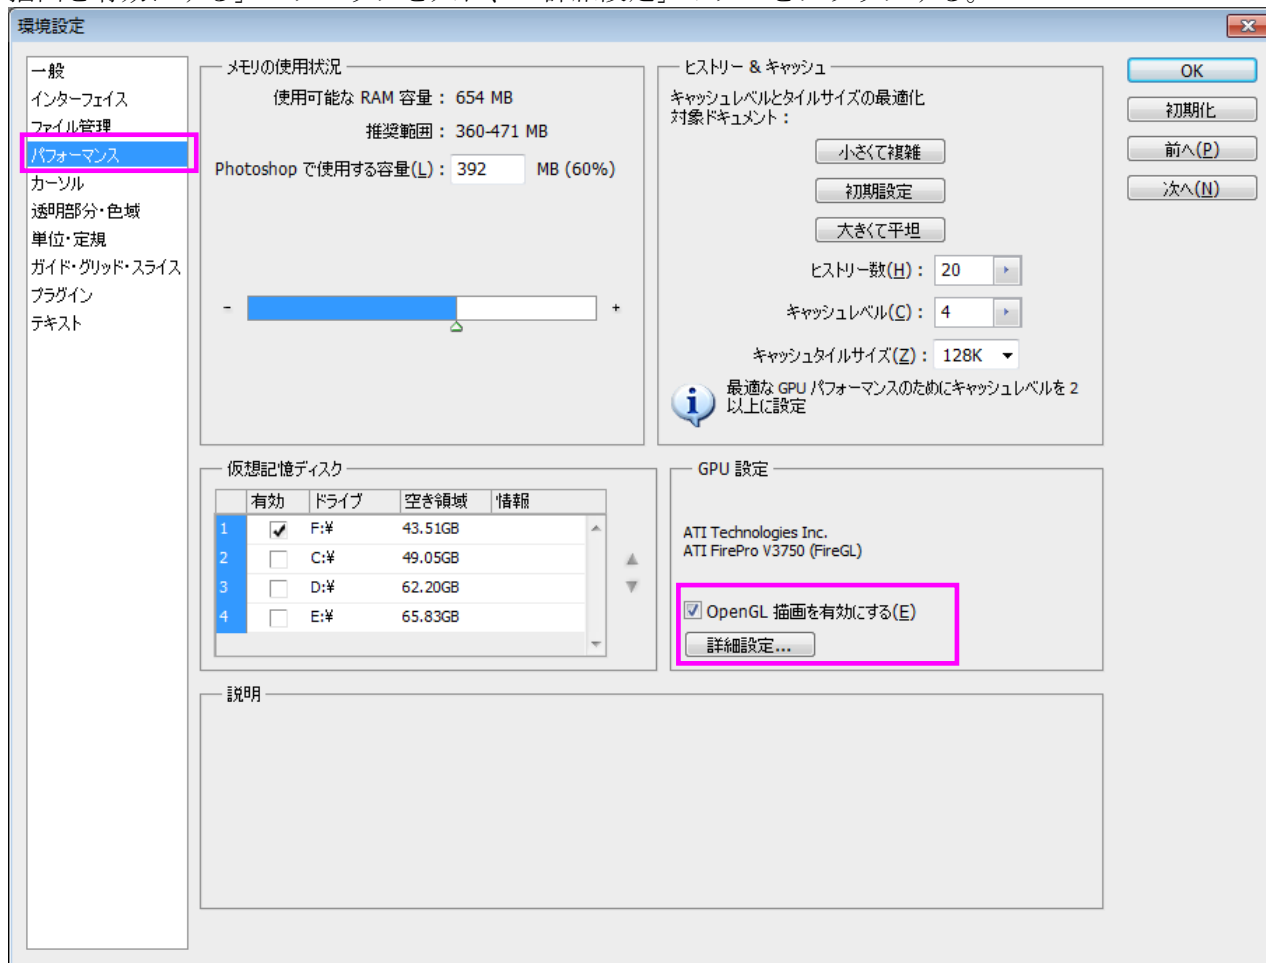 環境設定
一般
インターフェイス
ファイル管理
パフォーマンス
カーソル
透明部分・色域
単位・定規
ガイド・グリッド・スライス
プラグイン
テキスト
メモリの使用状況
使用可能な RAM 容量： 654 MB
推奨範囲： 360-471 MB
Photoshop で使用する容量(L)： 392 MB (60%)
- +
ヒストリー & キャッシュ
キャッシュレベルとタイルサイズの最適化
対象ドキュメント：
小さくて複雑
初期設定
大きくて平坦
ヒストリー数(H)： 20
キャッシュレベル(C)： 4
キャッシュタイルサイズ(Z)： 128K
最適な GPU パフォーマンスのためにキャッシュレベルを 2
以上に設定
OK
初期化
前へ(P)
次へ(N)
仮想記憶ディスク
有効 ドライブ 空き領域 情報
1 F:¥ 43.51GB
2 C:¥ 49.05GB
3 D:¥ 62.20GB
4 E:¥ 65.83GB
GPU 設定
ATI Technologies Inc.
ATI FirePro V3750 (FireGL)
OpenGL 描画を有効にする(E)
詳細設定...
説明